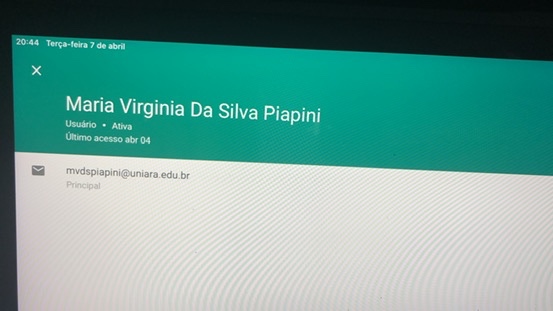 20:44 Terça-feira 7 de abril
Maria Virginia Da Silva Piapini
Usuário • Ativa
Último acesso abr 04
mvdspiapini@uniara.edu.br
Principal